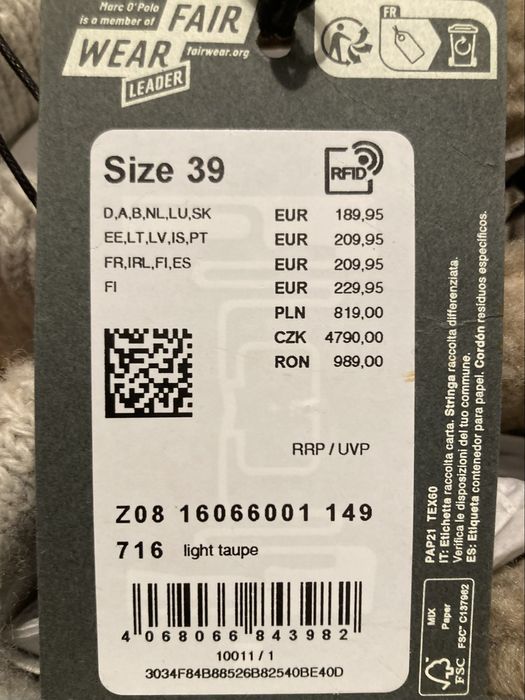 Marc O'Polo
is a member of
FAIR
WEAR
fairwear.org
LEADER
FR
Size 39
RFID
D,A,B,NL,LU,SK EUR 189,95
EE,LT,LV,IS,PT EUR 209,95
FR,IRL,FI,ES EUR 209,95
FI EUR 229,95
PLN 819,00
CZK 4790,00
RON 989,00
RRP / UVP
Z08 16066001 149
716 light taupe
4 068066 843982
10011 / 1
3034F84B88526B82540BE40D
PAP21 TEX60
IT: Etichetta raccolta carta. Stringa raccolta differenziata.
Verifica le disposizioni del tuo commune.
ES: Etiqueta contenedor para papel. Cordón residuos específicos.
FSC
MIX
Paper
FSC® C137962